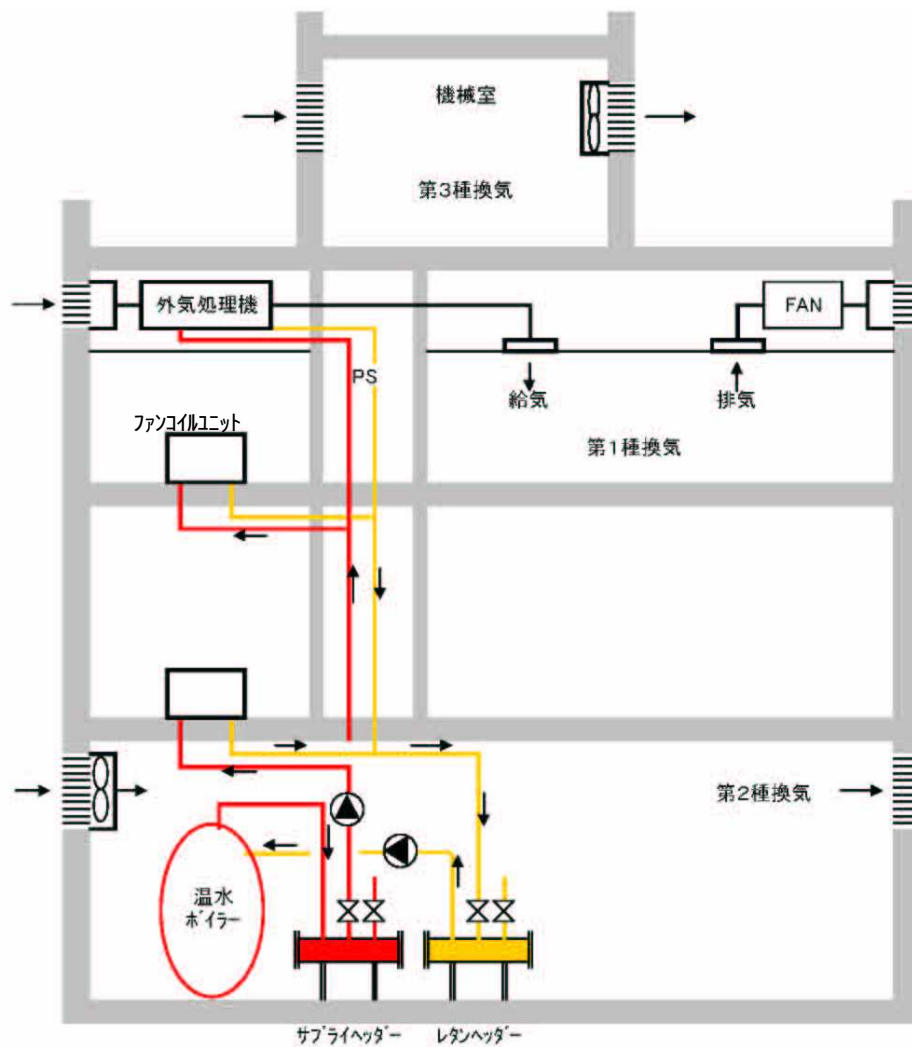 機械室
第3種換気
外気処理機
FAN
PS
給気
排気
ファンコイルユニット
第1種換気
第2種換気
温水
ボイラー
サプライヘッダー
レタンヘッダー